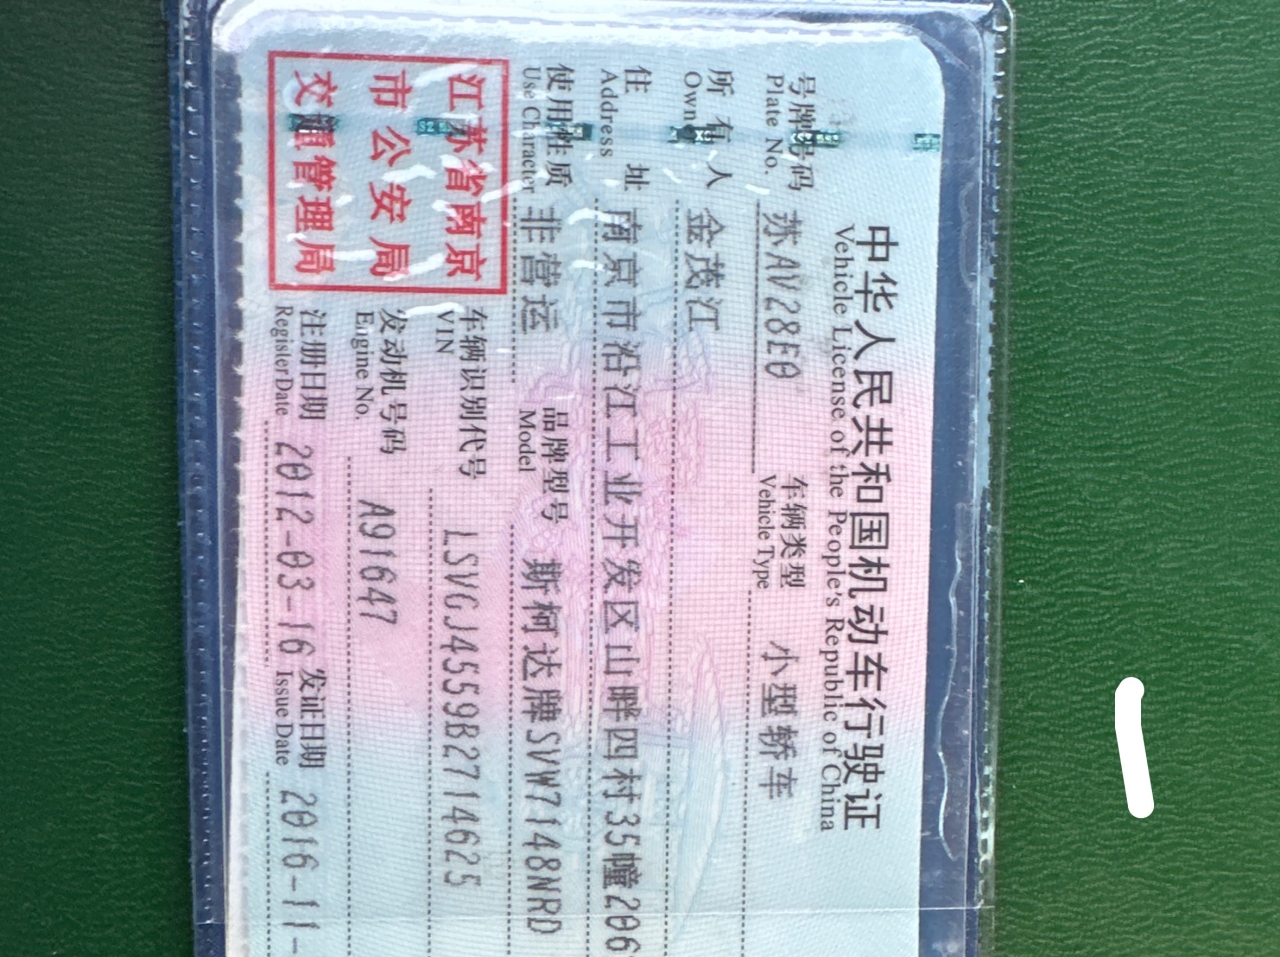 中华人民共和国机动车行驶证
Vehicle License of the People's Republic of China
号牌号码 苏AV28E0 车辆类型 小型轿车
Plate No. Vehicle Type
所有人 金茂江
Owner
住址 南京市沿江工业开发区山畔四村35幢206
Address
使用性质 非营运 品牌型号 斯柯达牌SVW7148NRD
Use Character Model
江苏省南京
市公安局
交通管理局
车辆识别代号 LSVGJ4559B2714625
VIN
发动机号码 A91647
Engine No.
注册日期 2012-03-16 发证日期 2016-11-
Register Date Issue Date